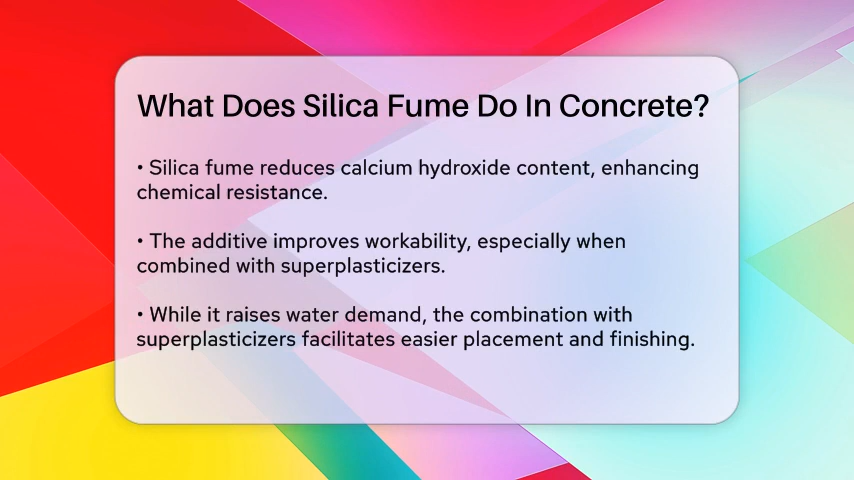 What Does Silica Fume Do In Concrete?
• Silica fume reduces calcium hydroxide content, enhancing
chemical resistance.
• The additive improves workability, especially when
combined with superplasticizers.
• While it raises water demand, the combination with
superplasticizers facilitates easier placement and finishing.